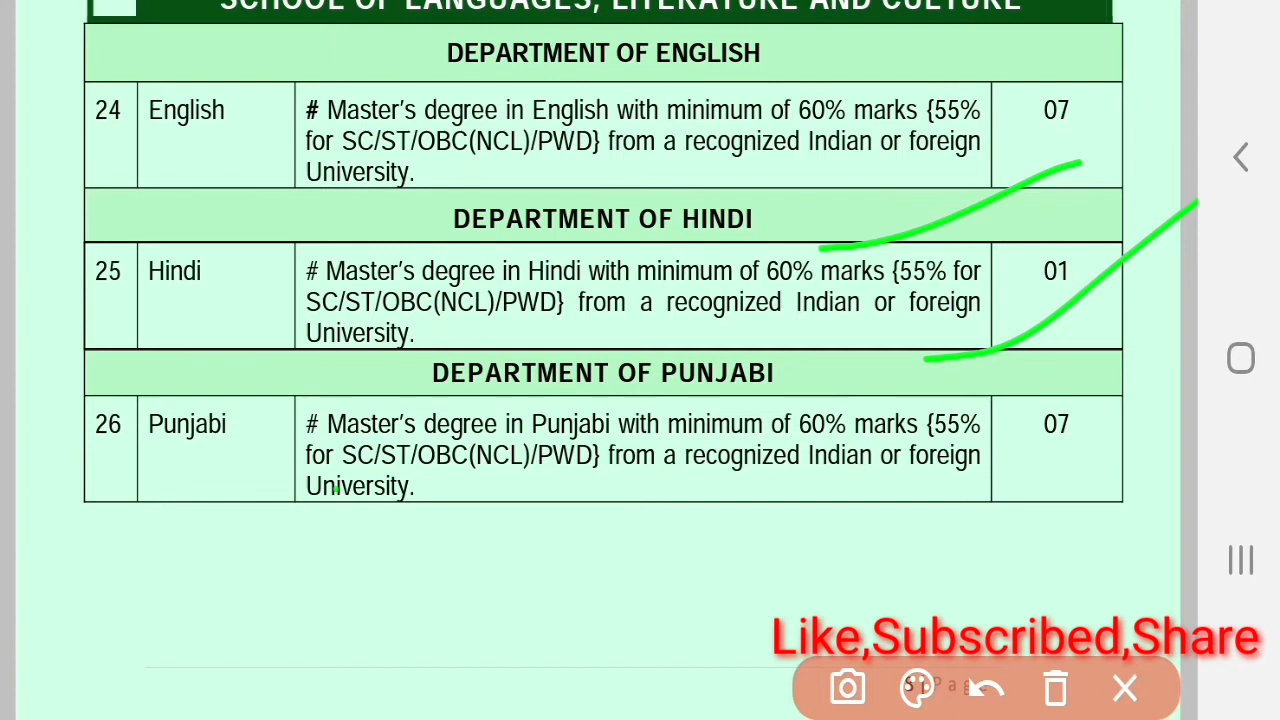 SCHOOL OF LANGUAGES, LITERATURE AND CULTURE
DEPARTMENT OF ENGLISH
24 English # Master's degree in English with minimum of 60% marks {55% 07
for SC/ST/OBC(NCL)/PWD} from a recognized Indian or foreign
University.
DEPARTMENT OF HINDI
25 Hindi # Master's degree in Hindi with minimum of 60% marks {55% for 01
SC/ST/OBC(NCL)/PWD} from a recognized Indian or foreign
University.
DEPARTMENT OF PUNJABI
26 Punjabi # Master's degree in Punjabi with minimum of 60% marks {55% 07
for SC/ST/OBC(NCL)/PWD} from a recognized Indian or foreign
University.
Like,Subscribed,Share